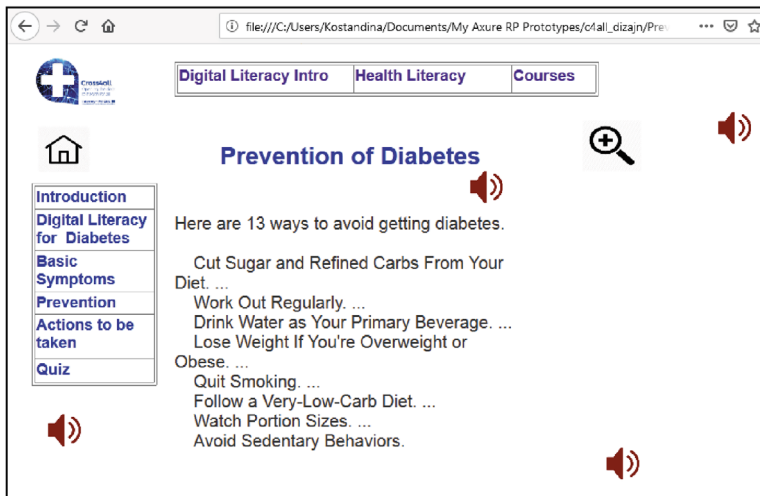 file:///C:/Users/Kostandina/Documents/My Axure RP Prototypes/c4all_dizajn/Prev
Cross4all
Digital Literacy Intro Health Literacy Courses
Prevention of Diabetes
Introduction
Digital Literacy
for Diabetes
Basic
Symptoms
Prevention
Actions to be
taken
Quiz
Here are 13 ways to avoid getting diabetes.
Cut Sugar and Refined Carbs From Your
Diet. ...
Work Out Regularly. ...
Drink Water as Your Primary Beverage. ...
Lose Weight If You're Overweight or
Obese. ...
Quit Smoking. ...
Follow a Very-Low-Carb Diet. ...
Watch Portion Sizes. ...
Avoid Sedentary Behaviors.